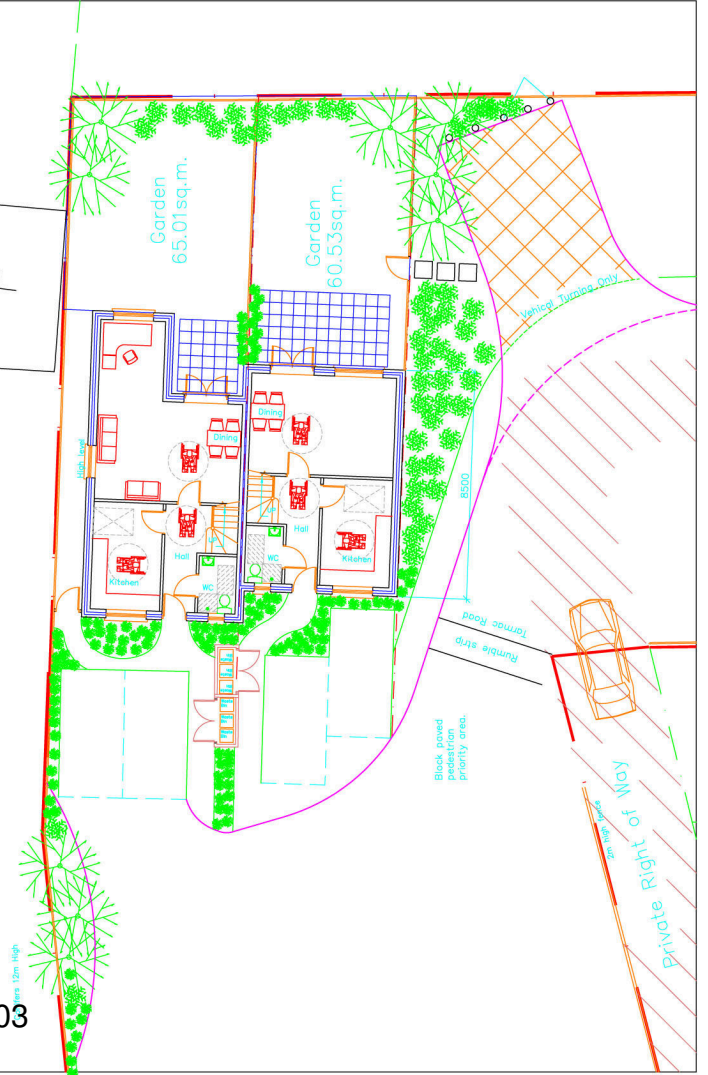 Garden
65.01sq.m.
Garden
60.53sq.m.
Vehical Turning Only
High level
Dining
Dining
8500
UP
UP
Hall
Hall
Kitchen
Kitchen
WC
WC
Tarmac Road
Rumble strip
Block paved
pedestrian
priority area.
2m high fence
Private Right of Way
12m High
03